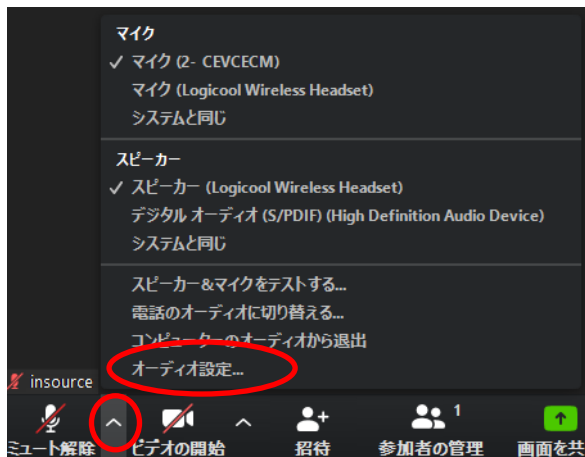 マイク
マイク (2- CEVCECM)
マイク (Logicool Wireless Headset)
システムと同じ
スピーカー
スピーカー (Logicool Wireless Headset)
デジタル オーディオ (S/PDIF) (High Definition Audio Device)
システムと同じ
スピーカー&マイクをテストする...
電話のオーディオに切り替える...
コンピューターのオーディオから退出
オーディオ設定...
insource
ミュート解除 ビデオの開始 招待 参加者の管理 1 画面を共